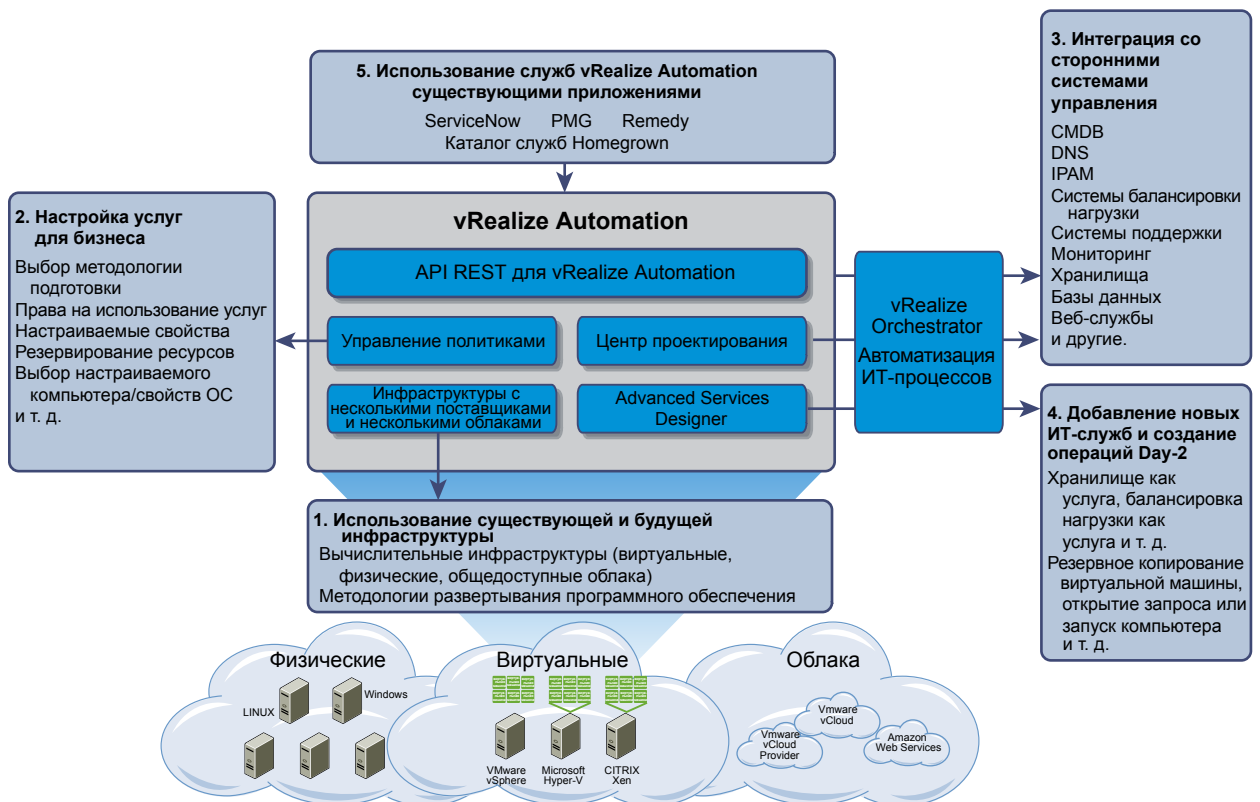 5. Использование служб vRealize Automation
существующими приложениями
ServiceNow PMG Remedy
Каталог служб Homegrown
3. Интеграция со
сторонними
системами
управления
CMDB
DNS
IPAM
Системы балансировки
нагрузки
Системы поддержки
Мониторинг
Хранилища
Базы данных
Веб-службы
и другие.
2. Настройка услуг
для бизнеса
Выбор методологии
подготовки
Права на использование услуг
Настраиваемые свойства
Резервирование ресурсов
Выбор настраиваемого
компьютера/свойств ОС
и т. д.
vRealize Automation
API REST для vRealize Automation
Управление политиками
Центр проектирования
Инфраструктуры с
несколькими поставщиками
и несколькими облаками
Advanced Services
Designer
vRealize
Orchestrator
Автоматизация
ИТ-процессов
4. Добавление новых
ИТ-служб и создание
операций Day-2
Хранилище как
услуга, балансировка
нагрузки как
услуга и т. д.
Резервное копирование
виртуальной машины,
открытие запроса или
запуск компьютера
и т. д.
1. Использование существующей и будущей
инфраструктуры
Вычислительные инфраструктуры (виртуальные,
физические, общедоступные облака)
Методологии развертывания программного обеспечения
Физические
LINUX
Windows
Виртуальные
VMware
vSphere
Microsoft
Hyper-V
CITRIX
Xen
Облака
Vmware
vCloud
Vmware
vCloud
Provider
Amazon
Web Services